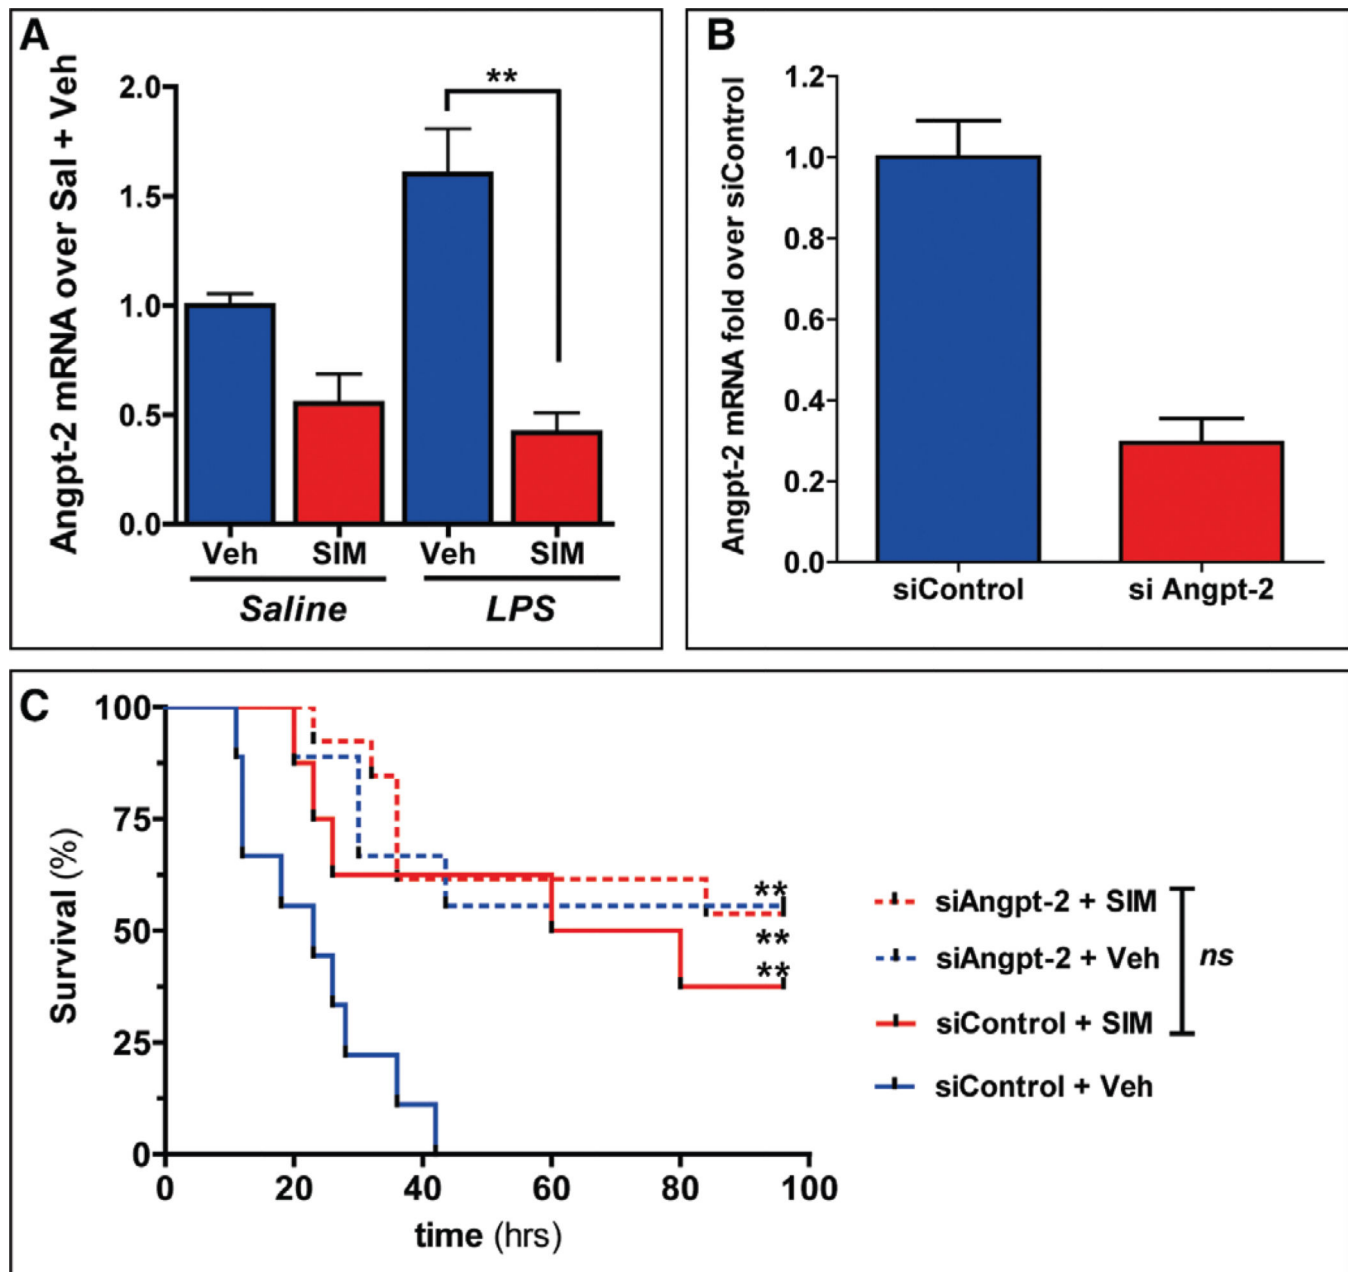 A
Angpt-2 mRNA over Sal + Veh
2.0
1.5
1.0
0.5
0.0
**
Veh SIM Veh SIM
Saline LPS
B
Angpt-2 mRNA fold over siControl
1.2
1.0
0.8
0.6
0.4
0.2
0.0
siControl si Angpt-2
C
Survival (%)
100
75
50
25
0
0 20 40 60 80 100
time (hrs)
**
**
**
siAngpt-2 + SIM
siAngpt-2 + Veh
siControl + SIM
siControl + Veh
ns